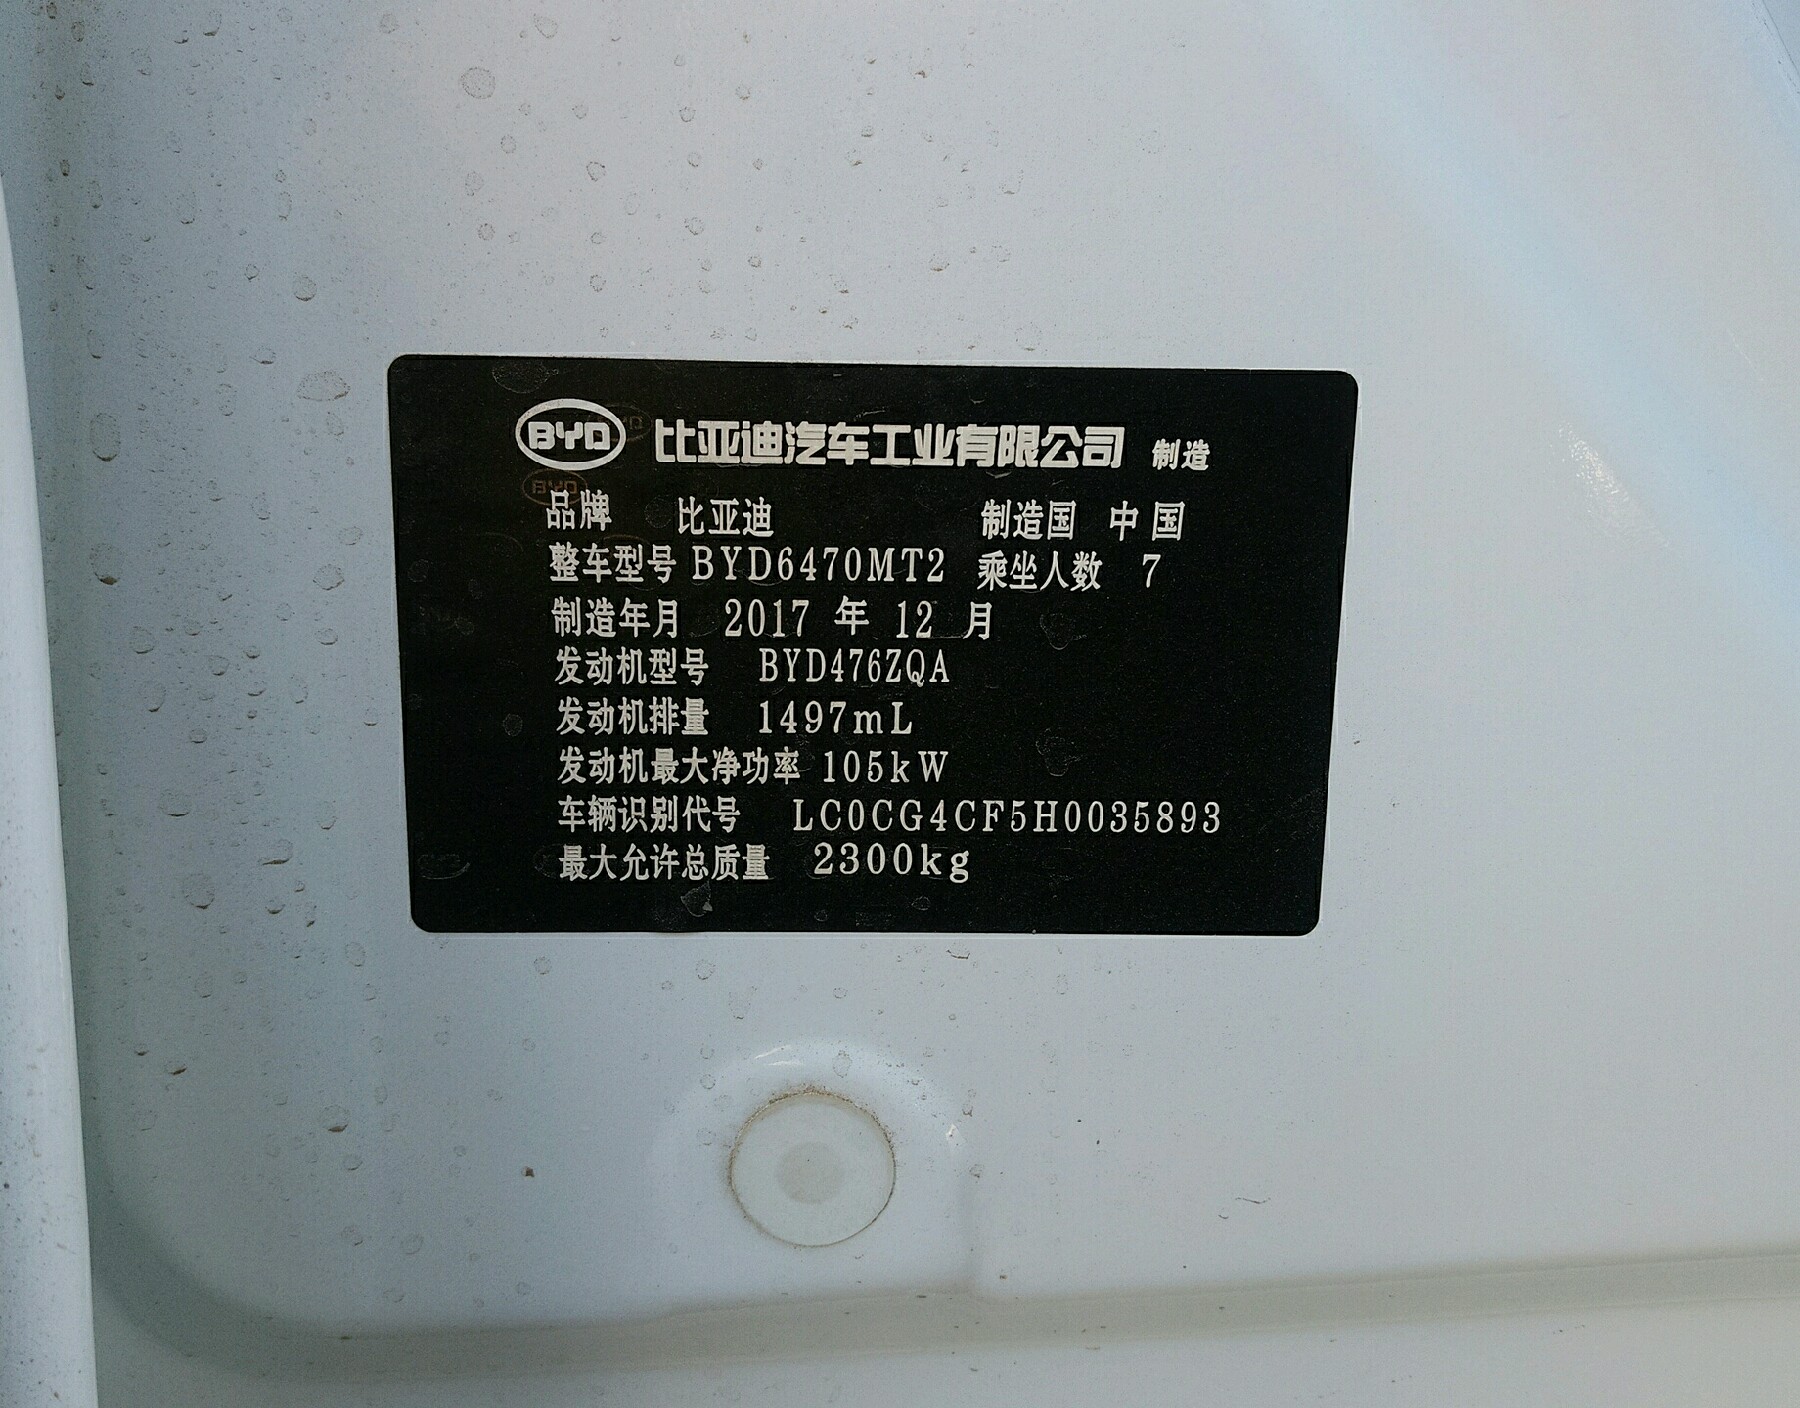 BYD 比亚迪汽车工业有限公司 制造
品牌 比亚迪 制造国 中国
整车型号 BYD6470MT2 乘坐人数 7
制造年月 2017 年 12 月
发动机型号 BYD476ZQA
发动机排量 1497mL
发动机最大净功率 105kW
车辆识别代号 LC0CG4CF5H0035893
最大允许总质量 2300kg